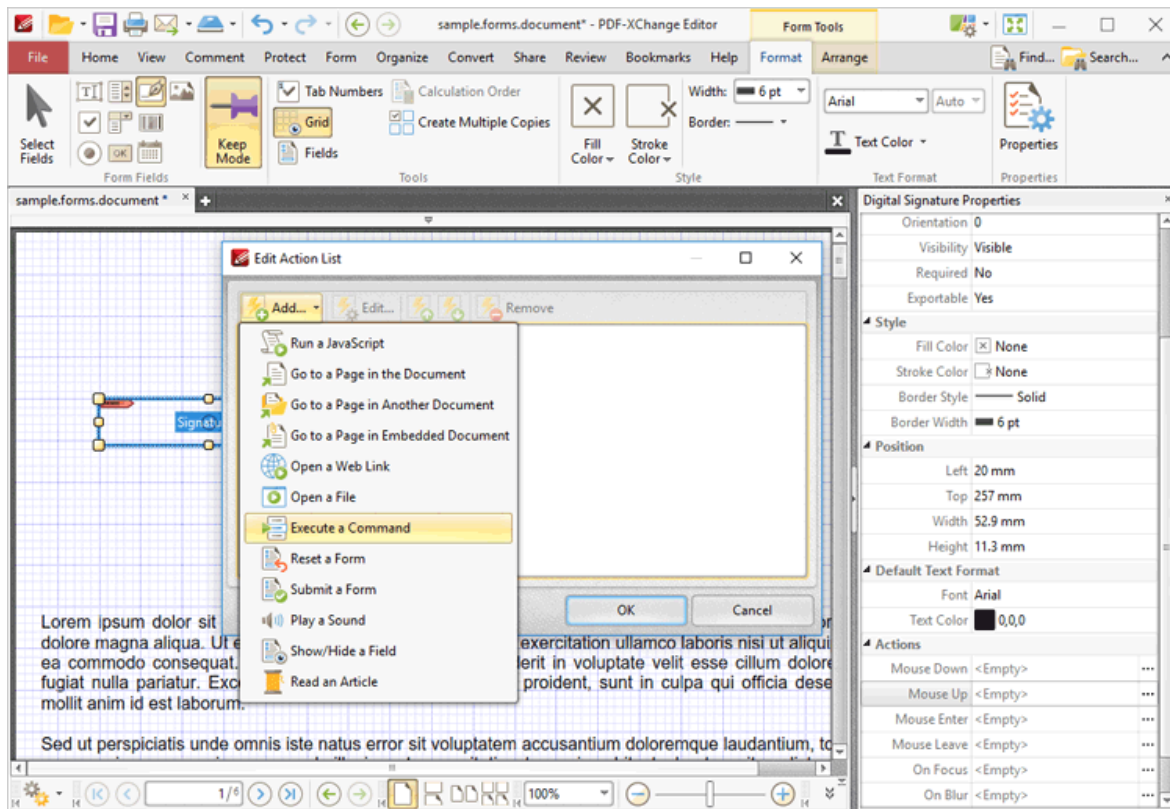 sample.forms.document* - PDF-XChange Editor
Form Tools
File Home View Comment Protect Form Organize Convert Share Review Bookmarks Help Format Arrange
Find... Search...
Select Fields
OK
Form Fields
Keep Mode
Tab Numbers
Grid
Fields
Calculation Order
Create Multiple Copies
Tools
Fill Color
Stroke Color
Width: 6 pt
Border:
Style
Arial Auto
Text Color
Text Format
Properties
Properties
sample.forms.document *
Digital Signature Properties
Edit Action List
Add... Edit... Remove
Run a JavaScript
Go to a Page in the Document
Go to a Page in Another Document
Go to a Page in Embedded Document
Open a Web Link
Open a File
Execute a Command
Reset a Form
Submit a Form
Play a Sound
Show/Hide a Field
Read an Article
OK Cancel
Signatu
Lorem ipsum dolor sit
dolore magna aliqua. Ut e exercitation ullamco laboris nisi ut aliqui
ea commodo consequat. lerit in voluptate velit esse cillum dolore
fugiat nulla pariatur. Exce proident, sunt in culpa qui officia dese
mollit anim id est laborum.
Sed ut perspiciatis unde omnis iste natus error sit voluptatem accusantium doloremque laudantium, to
Orientation 0
Visibility Visible
Required No
Exportable Yes
Style
Fill Color None
Stroke Color None
Border Style Solid
Border Width 6 pt
Position
Left 20 mm
Top 257 mm
Width 52.9 mm
Height 11.3 mm
Default Text Format
Font Arial
Text Color 0,0,0
Actions
Mouse Down <Empty> ...
Mouse Up <Empty> ...
Mouse Enter <Empty> ...
Mouse Leave <Empty> ...
On Focus <Empty> ...
On Blur <Empty> ...
1/6
100%